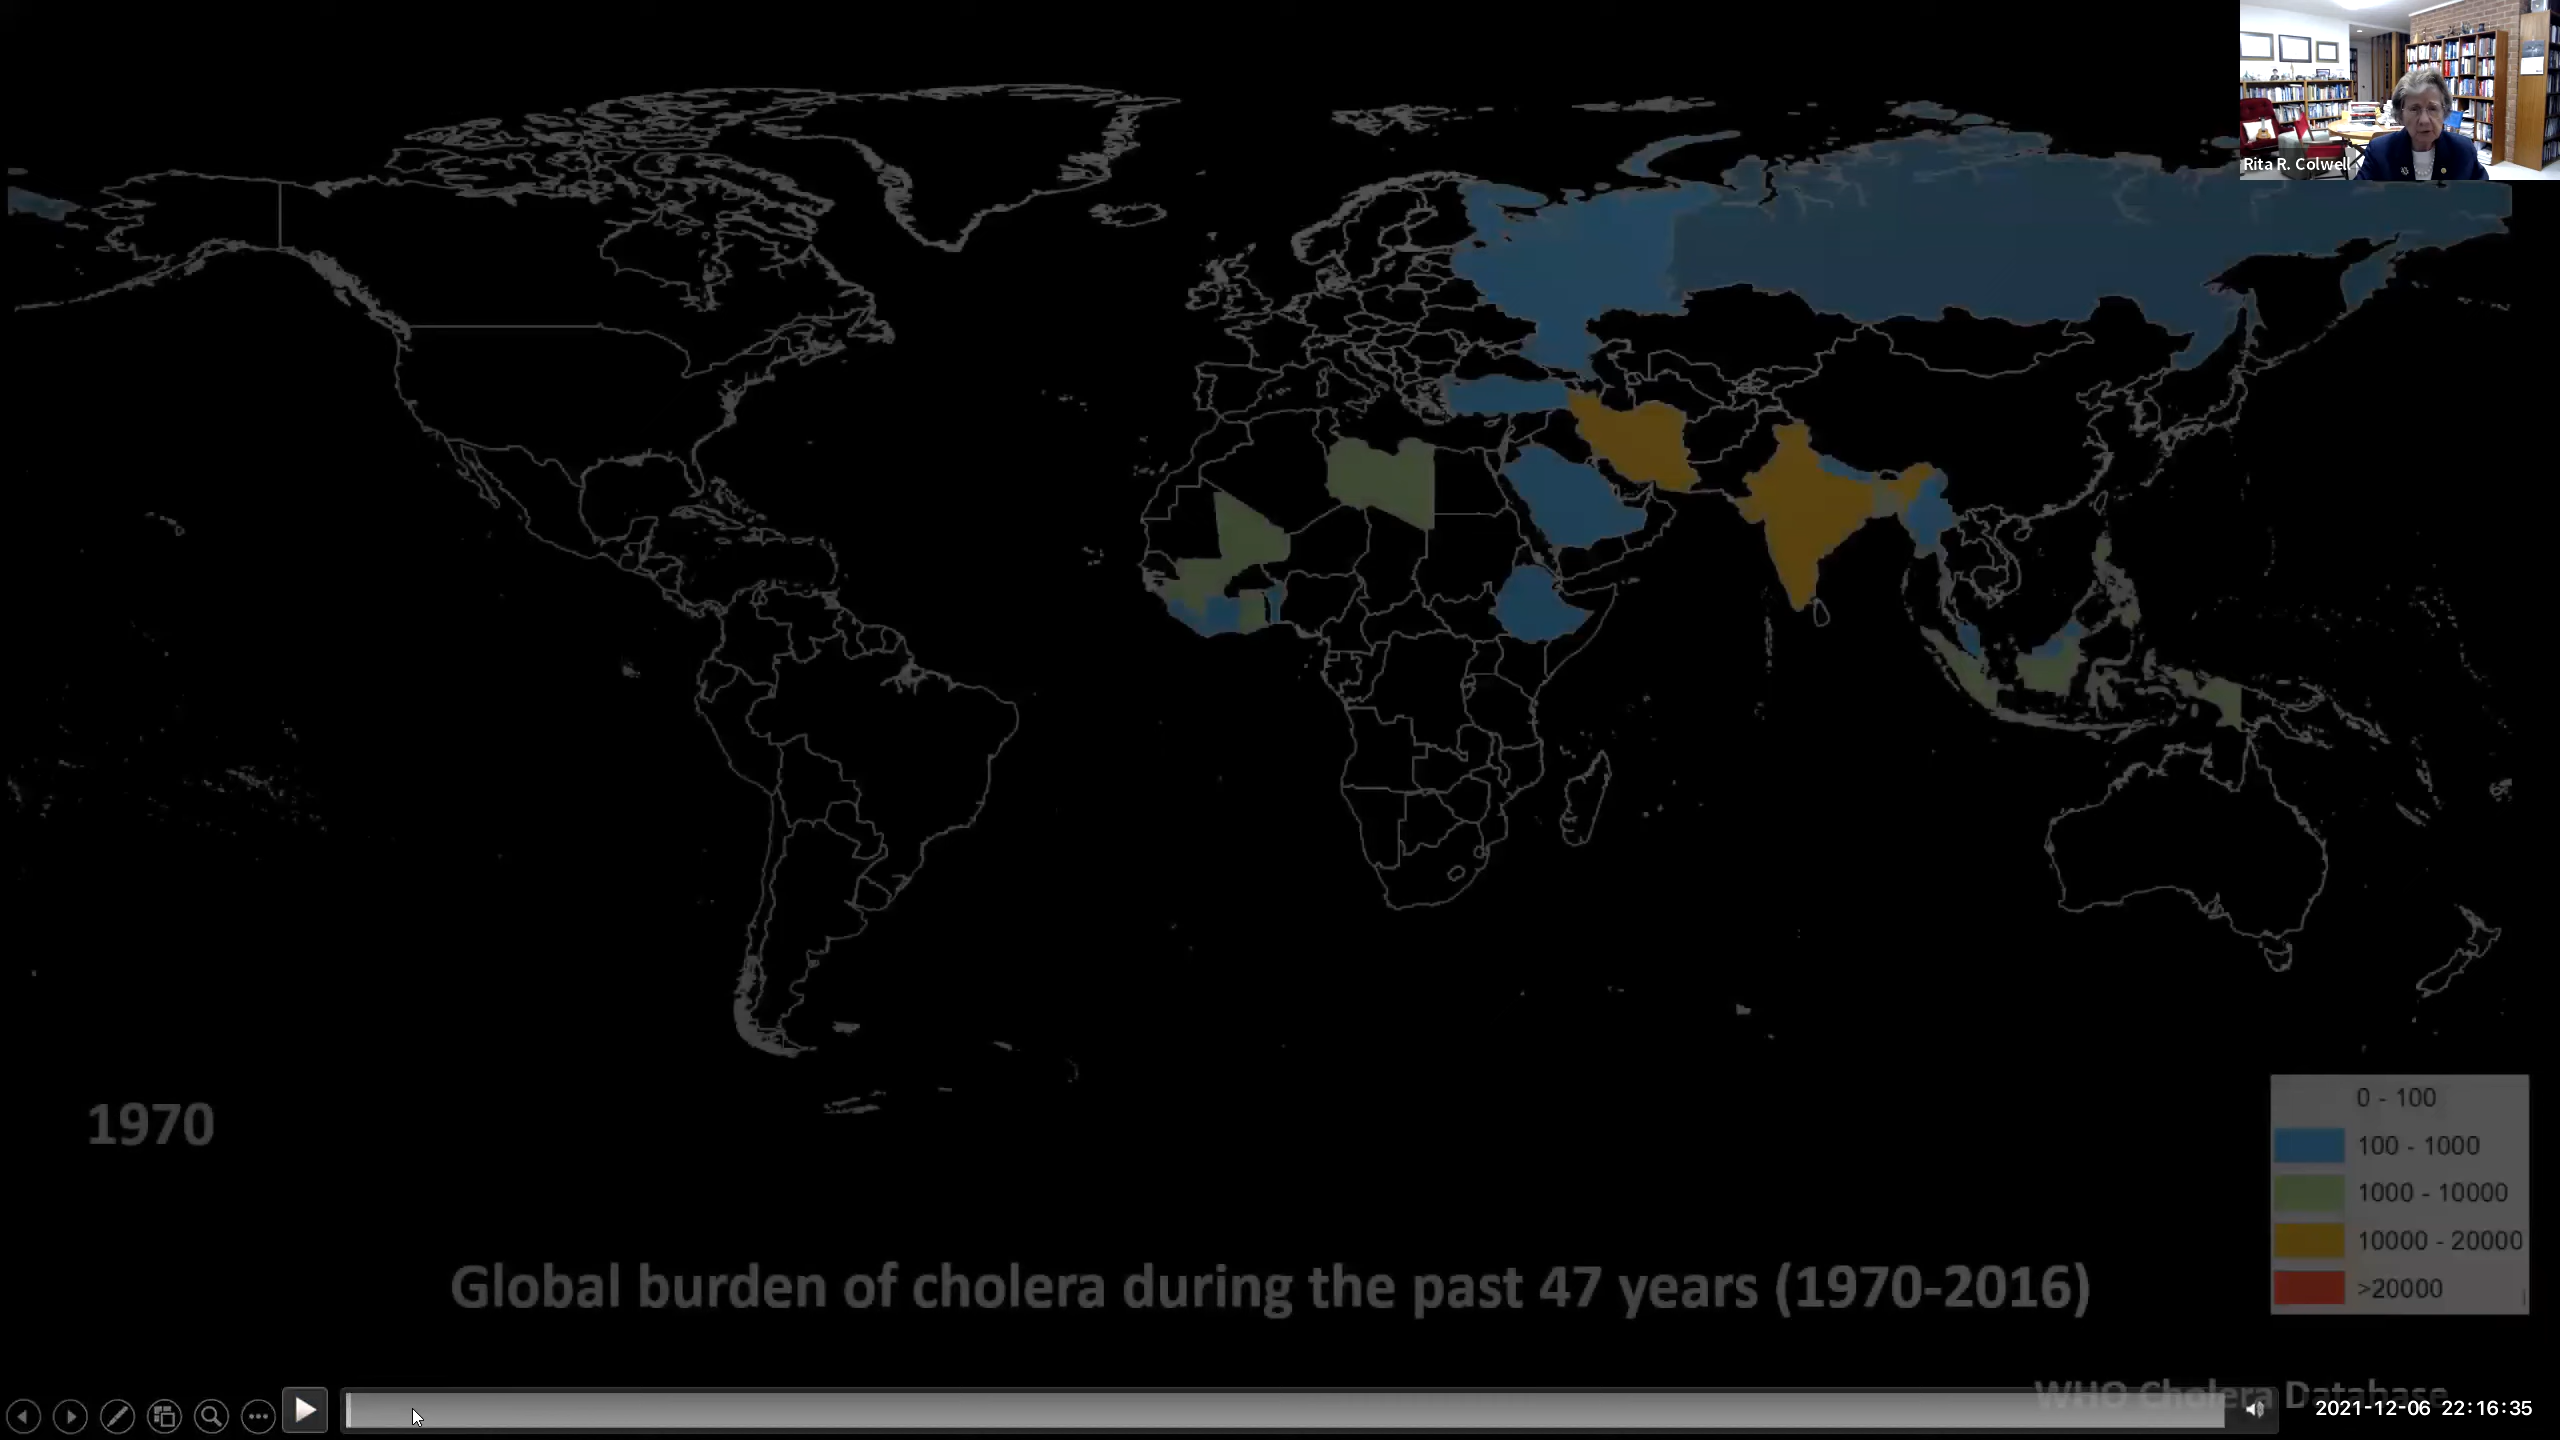 Rita R. Colwell
1970
0 - 100
100 - 1000
1000 - 10000
10000 - 20000
>20000
Global burden of cholera during the past 47 years (1970-2016)
WHO Cholera Database
2021-12-06 22:16:35